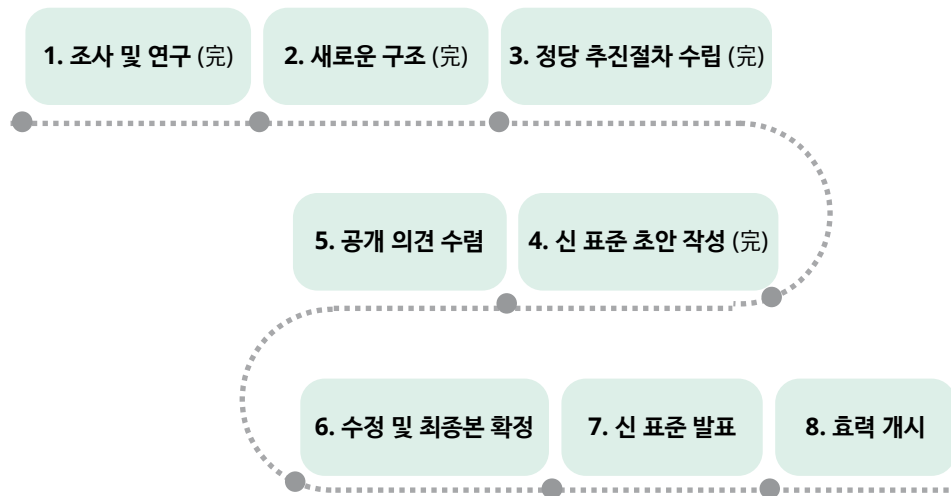 1. 조사 및 연구 (完)
2. 새로운 구조 (完)
3. 정당 추진절차 수립 (完)
4. 신 표준 초안 작성 (完)
5. 공개 의견 수렴
6. 수정 및 최종본 확정
7. 신 표준 발표
8. 효력 개시